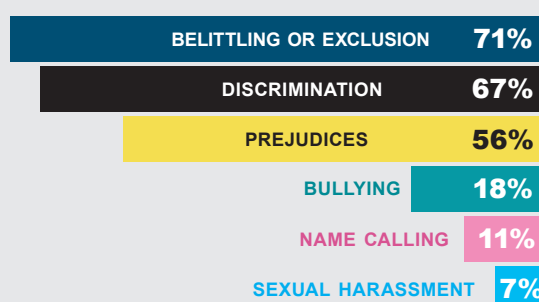 BELITTLING OR EXCLUSION 71%
DISCRIMINATION 67%
PREJUDICES 56%
BULLYING 18%
NAME CALLING 11%
SEXUAL HARASSMENT 7%